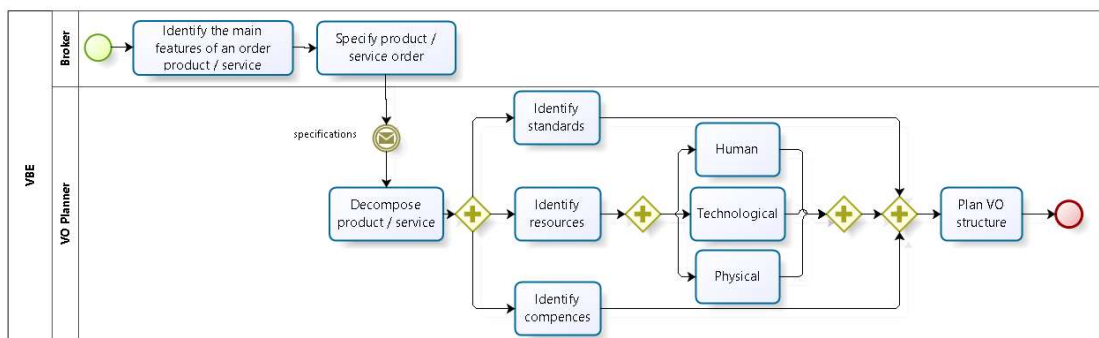 VBE
Broker
Identify the main
features of an order
product / service
Specify product /
service order
VO Planner
specifications
Decompose
product / service
Identify
standards
Identify
resources
Identify
compences
Human
Technological
Physical
Plan VO
structure